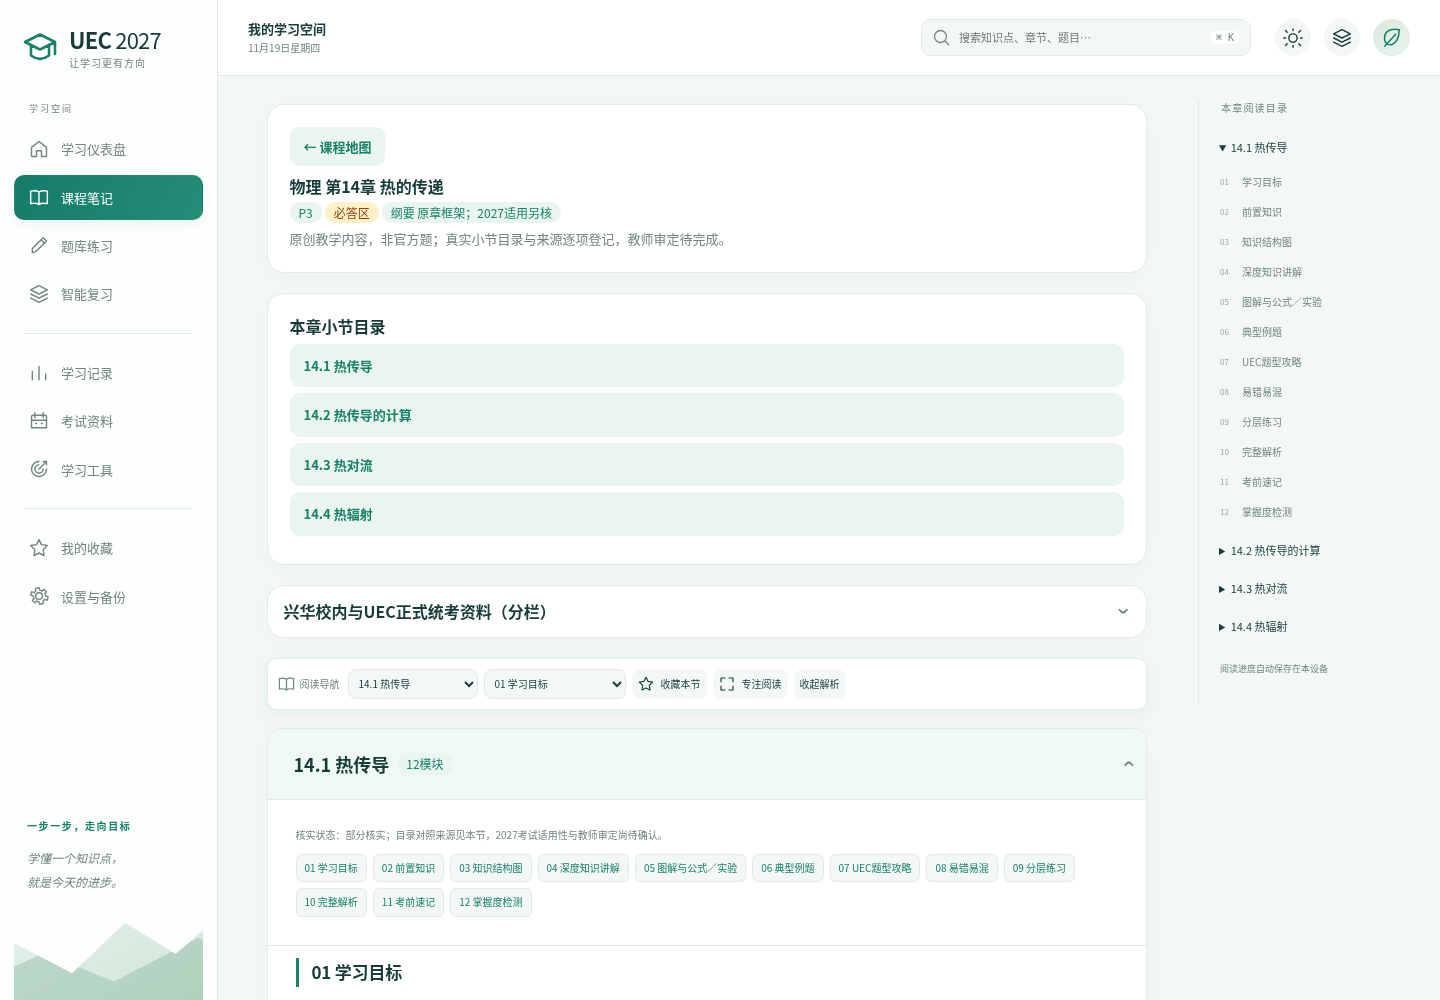 UEC 2027
让学习更有方向
学习空间
学习仪表盘
课程笔记
题库练习
智能复习
学习记录
考试资料
学习工具
我的收藏
设置与备份
一步一步，走向目标
学懂一个知识点，
就是今天的进步。
我的学习空间
11月19日星期四
搜索知识点、章节、题目…
⌘ K
← 课程地图
物理 第14章 热的传递
P3 必答区 纲要 原章框架；2027适用另核
原创教学内容，非官方题；真实小节目录与来源逐项登记，教师审定待完成。
本章小节目录
14.1 热传导
14.2 热传导的计算
14.3 热对流
14.4 热辐射
兴华校内与UEC正式统考资料（分栏）
阅读导航 14.1 热传导 01 学习目标 收藏本节 专注阅读 收起解析
14.1 热传导 12模块
核实状态：部分核实；目录对照来源见本节，2027考试适用性与教师审定尚待确认。
01 学习目标 02 前置知识 03 知识结构图 04 深度知识讲解 05 图解与公式／实验 06 典型例题 07 UEC题型攻略 08 易错易混 09 分层练习
10 完整解析 11 考前速记 12 掌握度检测
01 学习目标
本章阅读目录
▼ 14.1 热传导
01 学习目标
02 前置知识
03 知识结构图
04 深度知识讲解
05 图解与公式／实验
06 典型例题
07 UEC题型攻略
08 易错易混
09 分层练习
10 完整解析
11 考前速记
12 掌握度检测
▶ 14.2 热传导的计算
▶ 14.3 热对流
▶ 14.4 热辐射
阅读进度自动保存在本设备